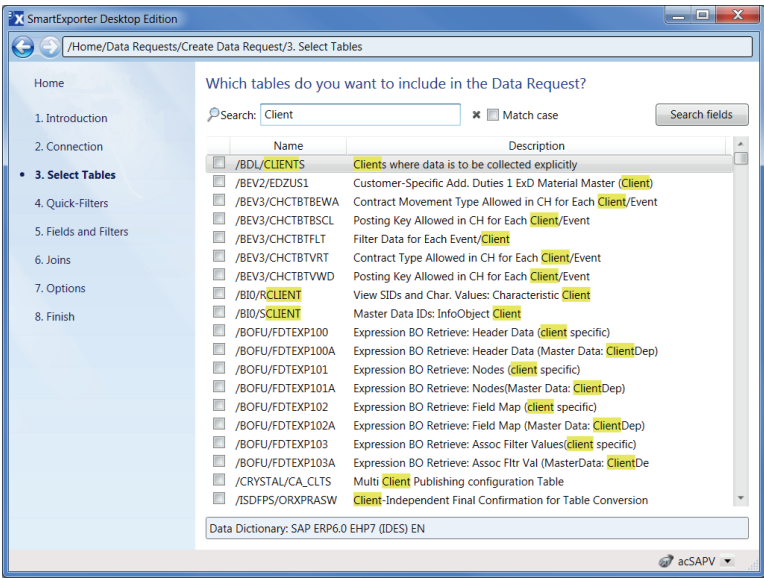 SmartExporter Desktop Edition
/Home/Data Requests/Create Data Request/3. Select Tables
Home
1. Introduction
2. Connection
• 3. Select Tables
4. Quick-Filters
5. Fields and Filters
6. Joins
7. Options
8. Finish
Which tables do you want to include in the Data Request?
Search: Client Match case Search fields
Name Description
/BDL/CLIENTS Clients where data is to be collected explicitly
/BEV2/EDZUS1 Customer-Specific Add. Duties 1 ExD Material Master (Client)
/BEV3/CHCTBTBEWA Contract Movement Type Allowed in CH for Each Client/Event
/BEV3/CHCTBTBSCL Posting Key Allowed in CH for Each Client/Event
/BEV3/CHCTBTFLT Filter Data for Each Event/Client
/BEV3/CHCTBTVRT Contract Type Allowed in CH for Each Client/Event
/BEV3/CHCTBTVWD Posting Key Allowed in CH for Each Client/Event
/BI0/RCLIENT View SIDs and Char. Values: Characteristic Client
/BI0/SCLIENT Master Data IDs: InfoObject Client
/BOFU/FDTEXP100 Expression BO Retrieve: Header Data (client specific)
/BOFU/FDTEXP100A Expression BO Retrieve: Header Data (Master Data: ClientDep)
/BOFU/FDTEXP101 Expression BO Retrieve: Nodes (client specific)
/BOFU/FDTEXP101A Expression BO Retrieve: Nodes(Master Data: ClientDep)
/BOFU/FDTEXP102 Expression BO Retrieve: Field Map (client specific)
/BOFU/FDTEXP102A Expression BO Retrieve: Field Map (Master Data: ClientDep)
/BOFU/FDTEXP103 Expression BO Retrieve: Assoc Filter Values(client specific)
/BOFU/FDTEXP103A Expression BO Retrieve: Assoc Fltr Val (MasterData: ClientDe
/CRYSTAL/CA_CLTS Multi Client Publishing configuration Table
/ISDFPS/ORXPRASW Client-Independent Final Confirmation for Table Conversion
Data Dictionary: SAP ERP6.0 EHP7 (IDES) EN
acSAPV